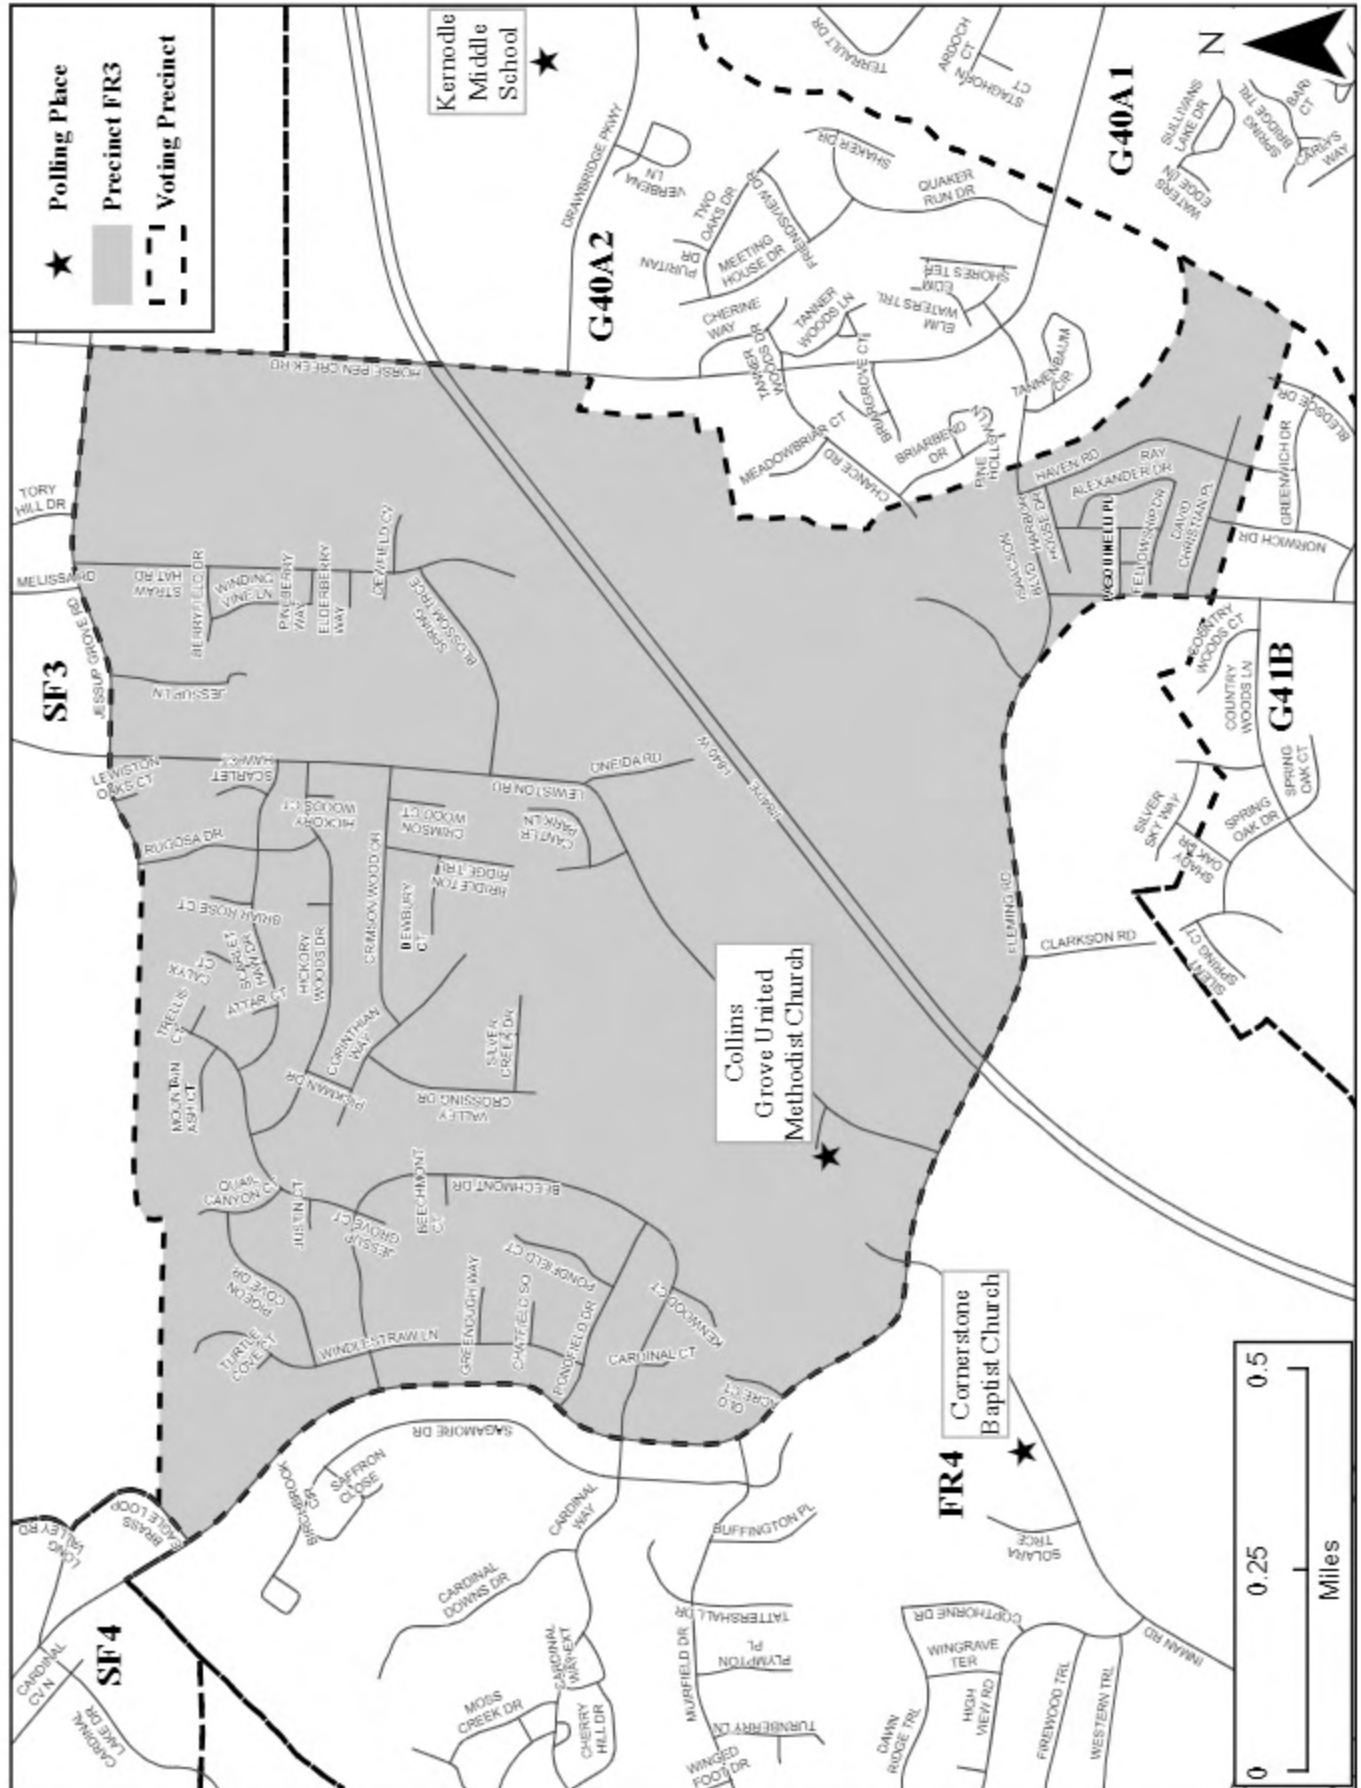 Polling Place
Precinct FR3
Voting Precinct
Kernodle
Middle
School
N
G40A1
G40A2
SF3
SF4
FR4
G41B
Collins
Grove United
Methodist Church
Cornerstone
Baptist Church
0
0.25
0.5
Miles
TERRAULT DR
ARDOCH
CT
STAGHORN
CT
SULLIVANS
LAKE DR
SPRING
BRIDGE TRL
CARLYS
WAY
WATERS
EDGE LN
DRAWBRIDGE PKWY
VERBENA
LN
SHAKER DR
QUAKER
RUN DR
TWO
OAKS DR
PURITAN
DR
MEETING
HOUSE DR
FRIENDSVIEW DR
CHERINE
WAY
TANNER
WOODS LN
TANNER
WOODS DR
ELIM
WATERS TRL
EDM
SHORES TER
BRIARGROVE CT
MEADOWBRIAR CT
CHANCE RD
BRIARBEND
DR
TANNENBAUM
CIR
HORSE PEN CREEK RD
TORY
HILL DR
MELISSA RD
JESSUP GROVE RD
STRAW
HAT RD
BERRYFIELD DR
WINDING
VINE LN
PINEBERRY
WAY
ELDERBERRY
WAY
DEWFIELD CV
SPRING
BLOSSOM TRCE
JESSUP LN
HAVEN RD
RAY
ALEXANDER DR
HARBOR
HOUSE DR
ISAACSON
BLVD
FELLOWSHIP DR
DAVID
CHRISTIAN PL
BLEDSOE DR
GREENWICH DR
NORWICH DR
COUNTRY
WOODS CT
COUNTRY
WOODS LN
SPRING
OAK CT
SPRING
OAK DR
SILVER
SKY WAY
SHADY
OAK DR
SILENT
SPRING CT
CLARKSON RD
FLEMING RD
I-840 W
I-840 E
LEWISTON
OAKS CT
SCARLET
HAW CT
HICKORY
WOODS CT
RUGOSA DR
LEWISTON RD
ONEIDA RD
CANTER
PARK LN
CRIMSON
WOOD CT
CRIMSON WOOD DR
BRIDLETON
RIDGE TRL
DEWBURY
CT
BRIAR ROSE CT
SCARLET
HAW DR
CALYX
CT
ATTAR CT
HICKORY
WOODS DR
TRELLIS
CT
MOUNTAIN
ASH CT
PICKMAN DR
CORINTHIAN
WAY
SILVER
CREEK DR
VALLEY
CROSSING DR
QUAIL
CANYON CT
JUSTIN CT
JESSUP
GROVE CT
BEECHMONT
CT
BEECHMONT DR
PIGEON
COVE DR
TURTLE
COVE CT
WINDLESTRAW LN
GREENOUGH WAY
CHATFIELD SQ
PONDFIELD CT
PONDFIELD DR
KENWOOD CT
CARDINAL CT
OLD
ACRE CT
SAGAMORE DR
SAFFRON
CLOSE
BIRCHBROOK
CIR
BRASS
EAGLE LOOP
LONG
VALLEY RD
CARDINAL
CV N
CARDINAL
LAKE DR
CARDINAL
WAY
CARDINAL
DOWNS DR
CARDINAL
WAY-EXT
CHERRY
HILL DR
MOSS
CREEK DR
BUFFINGTON PL
TATTERSHALL DR
MUIRFIELD DR
PLYMPTON
PL
TURNBERRY LN
WINGED
FOOT DR
SOLARA
TRCE
COPTHORNE DR
WINGRAVE
TER
DAWN
RIDGE TRL
HIGH
VIEW RD
FIREWOOD TRL
WESTERN TRL
INMAN RD